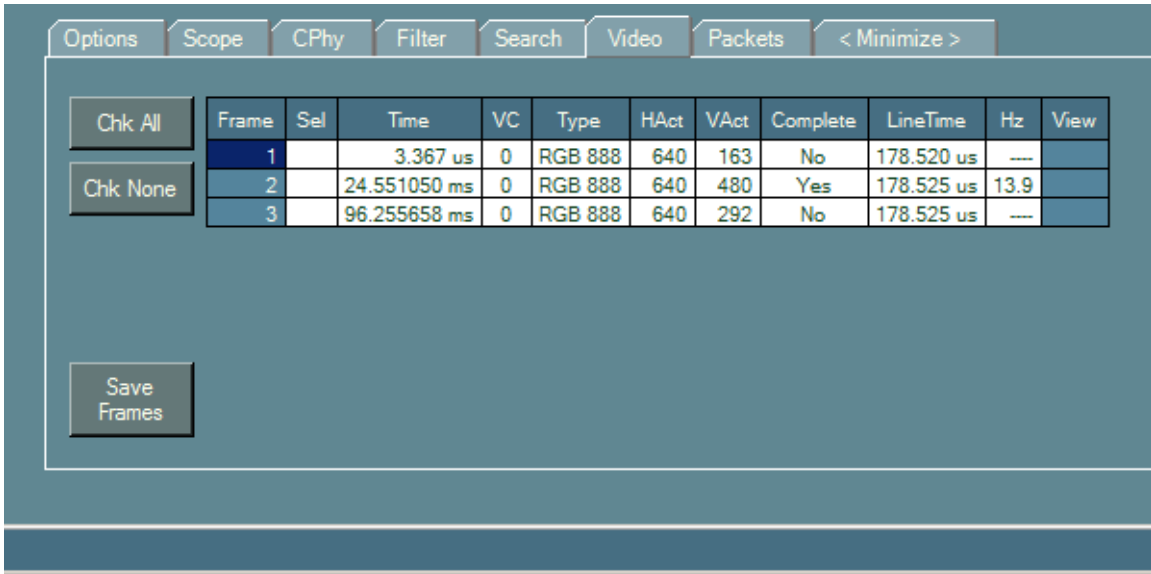 Options Scope CPhy Filter Search Video Packets < Minimize >
Chk All
Chk None
Frame Sel Time VC Type HAct VAct Complete LineTime Hz View
1 3.367 us 0 RGB 888 640 163 No 178.520 us ----
2 24.551050 ms 0 RGB 888 640 480 Yes 178.525 us 13.9
3 96.255658 ms 0 RGB 888 640 292 No 178.525 us ----
Save
Frames